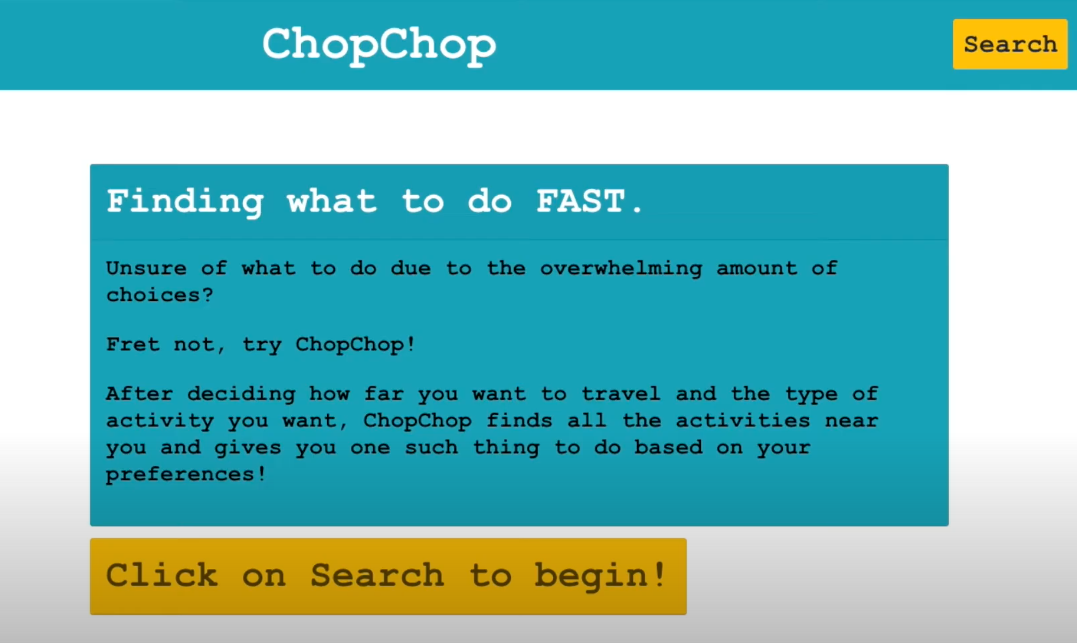 ChopChop
Search
Finding what to do FAST.
Unsure of what to do due to the overwhelming amount of
choices?
Fret not, try ChopChop!
After deciding how far you want to travel and the type of
activity you want, ChopChop finds all the activities near
you and gives you one such thing to do based on your
preferences!
Click on Search to begin!